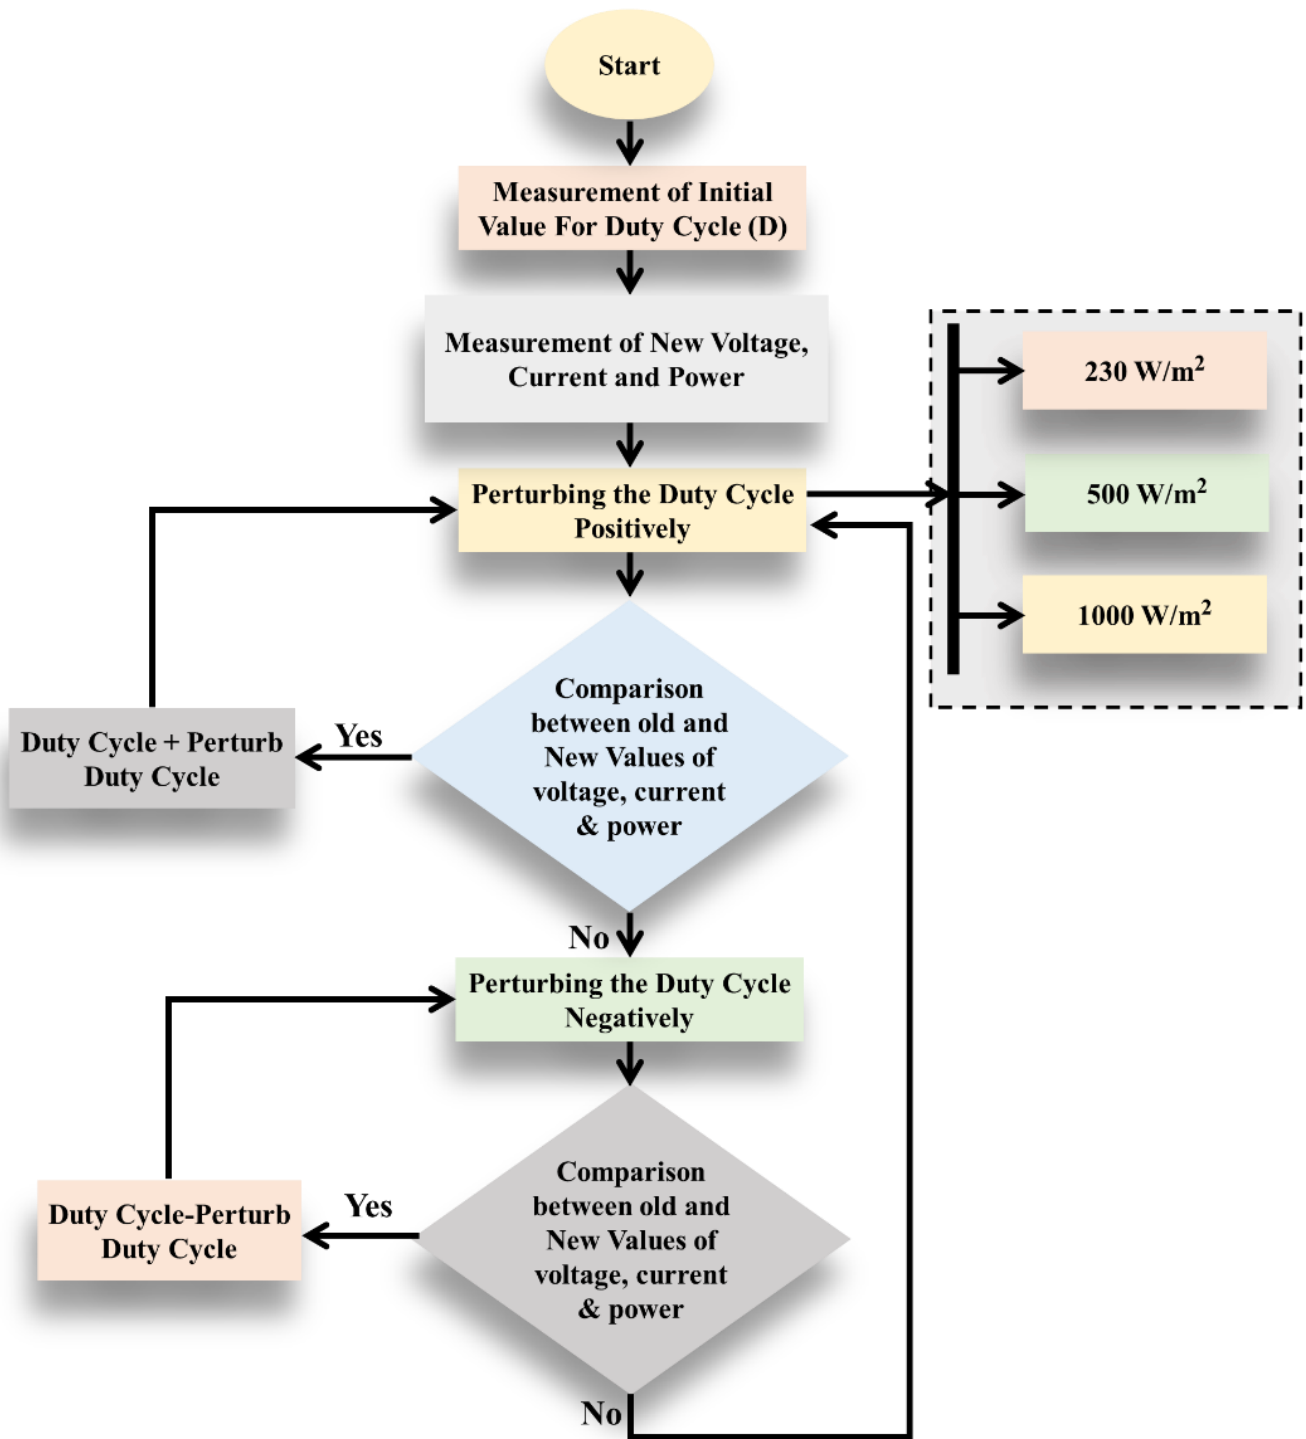 Start
Measurement of Initial
Value For Duty Cycle (D)
Measurement of New Voltage,
Current and Power
230 W/m²
Perturbing the Duty Cycle
Positively
500 W/m²
1000 W/m²
Comparison
between old and
New Values of
voltage, current
& power
Yes
Duty Cycle + Perturb
Duty Cycle
No
Perturbing the Duty Cycle
Negatively
Comparison
between old and
New Values of
voltage, current
& power
Yes
Duty Cycle-Perturb
Duty Cycle
No